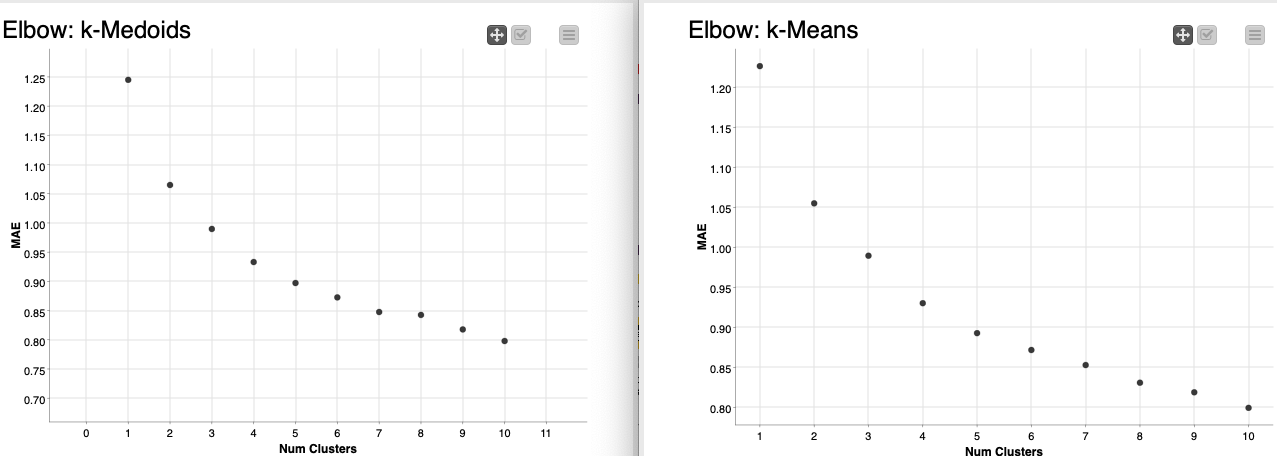 Elbow: k-Medoids
1.25
1.20
1.15
1.10
1.05
1.00
0.95
0.90
0.85
0.80
0.75
0.70
MAE
0 1 2 3 4 5 6 7 8 9 10 11
Num Clusters
Elbow: k-Means
1.20
1.15
1.10
1.05
1.00
0.95
0.90
0.85
0.80
MAE
1 2 3 4 5 6 7 8 9 10
Num Clusters